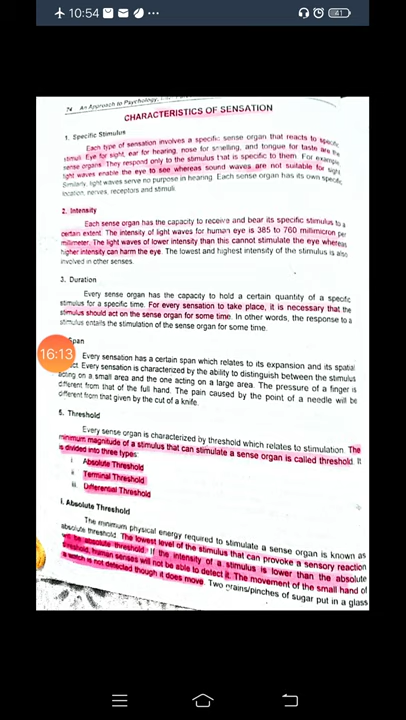 10:54
41
74 An Approach to Psychology,
CHARACTERISTICS OF SENSATION
1. Specific Stimulus
Each type of sensation involves a specific sense organ that reacts to specific
stimuli. Eye for sight, ear for hearing, nose for smelling, and tongue for taste are the
sense organs. They respond only to the stimulus that is specific to them. For example,
light waves enable the eye to see whereas sound waves are not suitable for sight.
Similarly, light waves serve no purpose in hearing. Each sense organ has its own specific
location, nerves, receptors and stimuli.
2. Intensity
Each sense organ has the capacity to receive and bear its specific stimulus to a
certain extent. The intensity of light waves for human eye is 385 to 760 millimicron per
millimeter. The light waves of lower intensity than this cannot stimulate the eye whereas
higher intensity can harm the eye. The lowest and highest intensity of the stimulus is also
involved in other senses.
3. Duration
Every sense organ has the capacity to hold a certain quantity of a specific
stimulus for a specific time. For every sensation to take place, it is necessary that the
stimulus should act on the sense organ for some time. In other words, the response to a
stimulus entails the stimulation of the sense organ for some time.
16:13
Span
Every sensation has a certain span which relates to its expansion and its spatial
Every sensation is characterized by the ability to distinguish between the stimulus
acting on a small area and the one acting on a large area. The pressure of a finger is
different from that of the full hand. The pain caused by the point of a needle will be
different from that given by the cut of a knife.
5. Threshold
Every sense organ is characterized by threshold which relates to stimulation. The
minimum magnitude of a stimulus that can stimulate a sense organ is called threshold. It
is divided into three types:
i. Absolute Threshold
ii. Terminal Threshold
iii. Differential Threshold
i. Absolute Threshold
The minimum physical energy required to stimulate a sense organ is known as
absolute threshold. The lowest level of the stimulus that can provoke a sensory reaction
will be absolute threshold. If the intensity of a stimulus is lower than the absolute
threshold, human senses will not be able to detect it. The movement of the small hand of
a watch is not detected though it does move. Two grains/pinches of sugar put in a glass